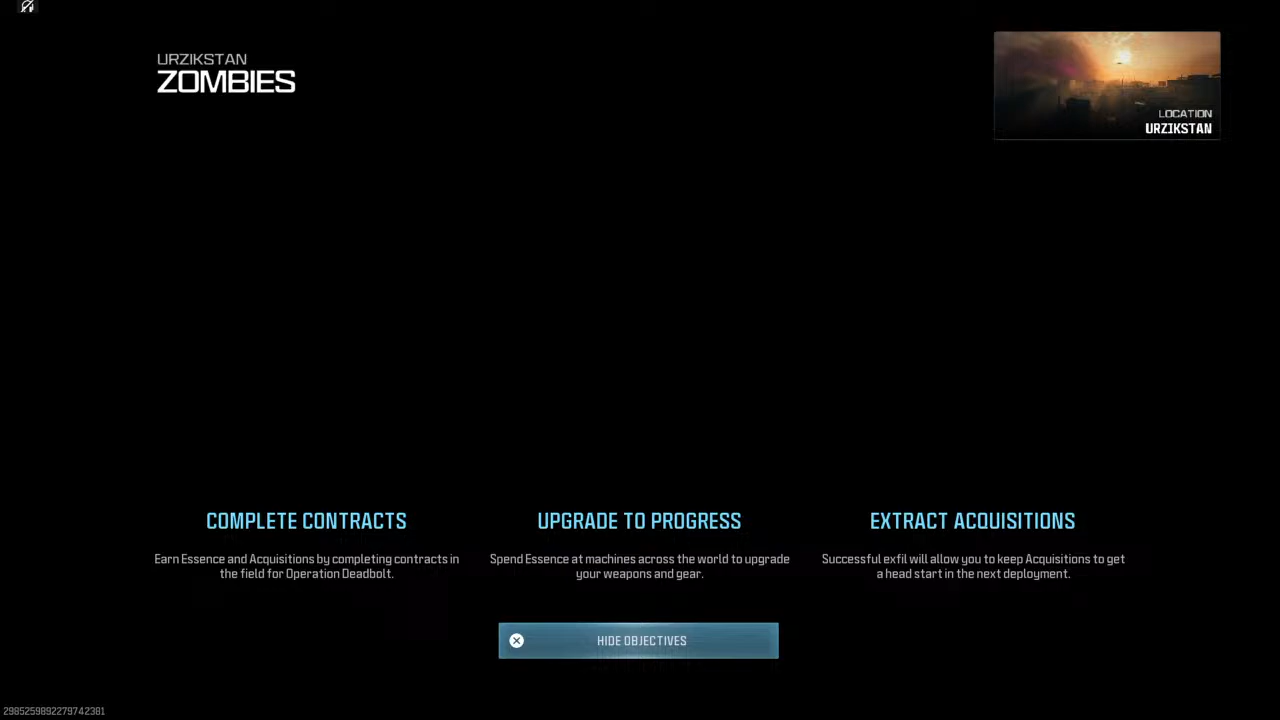 URZIKSTAN
ZOMBIES
LOCATION
URZIKSTAN
COMPLETE CONTRACTS
Earn Essence and Acquisitions by completing contracts in
the field for Operation Deadbolt.
UPGRADE TO PROGRESS
Spend Essence at machines across the world to upgrade
your weapons and gear.
EXTRACT ACQUISITIONS
Successful exfil will allow you to keep Acquisitions to get
a head start in the next deployment.
HIDE OBJECTIVES
2985259892279742381